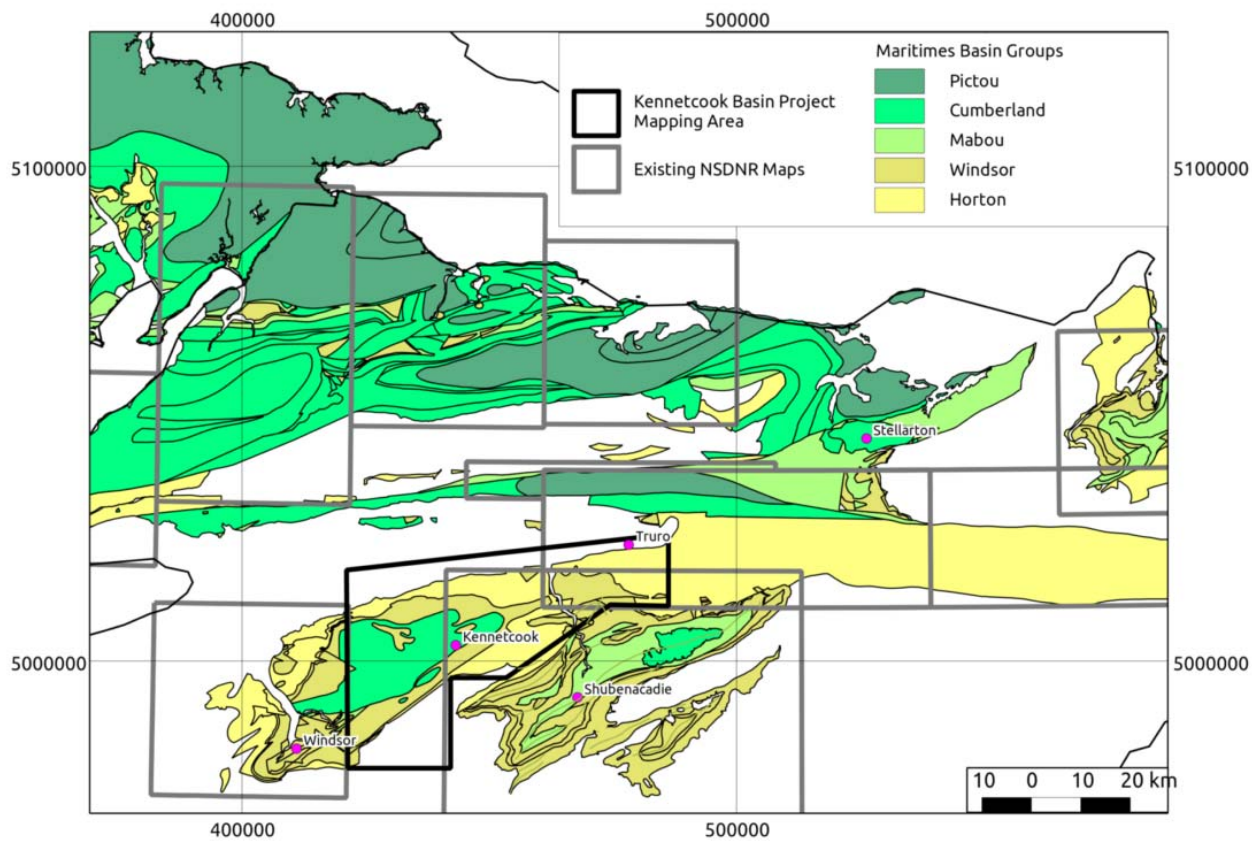 400000
500000
Maritimes Basin Groups
Pictou
Kennetcook Basin Project
Mapping Area
Cumberland
Mabou
5100000
Existing NSDNR Maps
Windsor
5100000
Horton
Stellarton
Truro
Kennetcook
5000000
5000000
Shubenacadie
Windsor
10 0 10 20 km
400000
500000